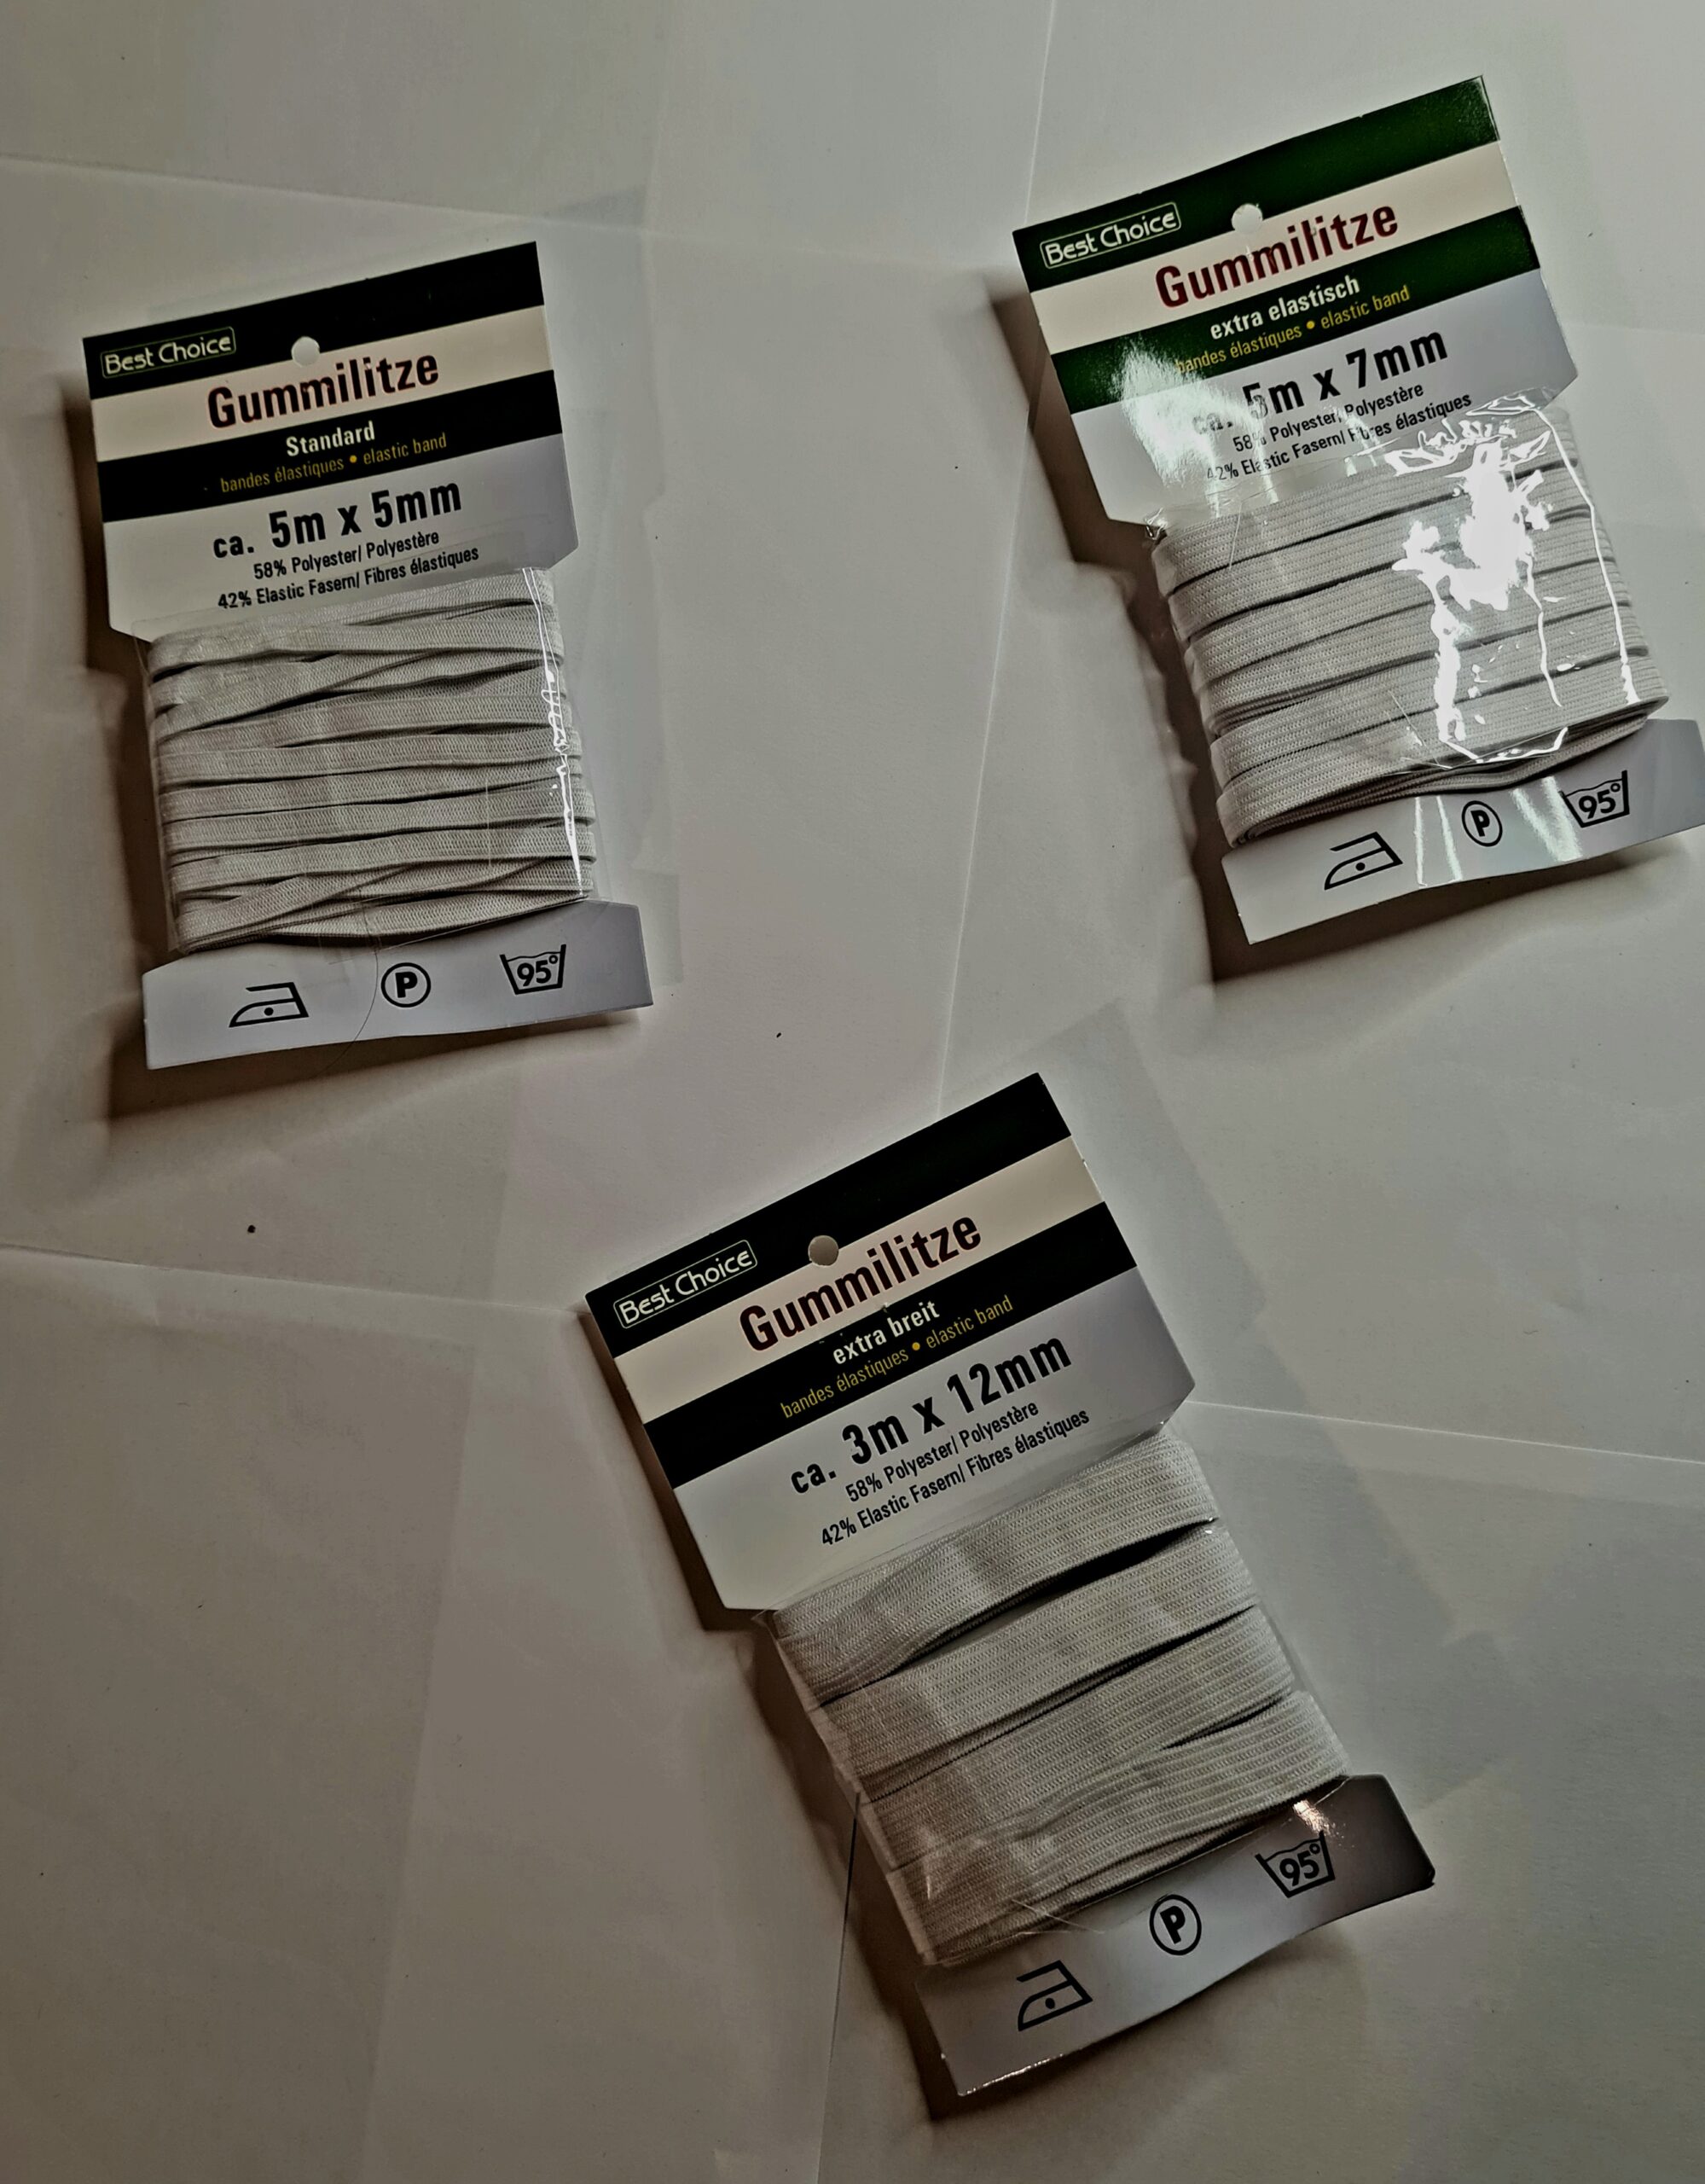 Best Choice
Gummilitze
Standard
bandes élastiques • elastic band
ca. 5m x 5mm
58% Polyester/ Polyestère
42% Elastic Fasern/ Fibres élastiques
P
95°
Best Choice
Gummilitze
extra elastisch
bandes élastiques • elastic band
ca. 5m x 7mm
58% Polyester/ Polyestère
42% Elastic Fasern/ Fibres élastiques
P
95°
Best Choice
Gummilitze
extra breit
bandes élastiques • elastic band
ca. 3m x 12mm
58% Polyester/ Polyestère
42% Elastic Fasern/ Fibres élastiques
P
95°